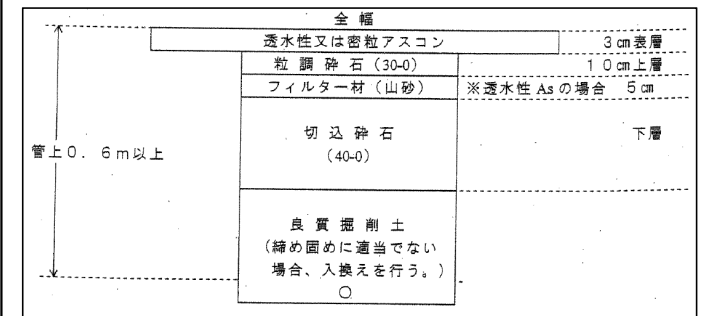 全幅
透水性又は密粒アスコン 3㎝表層
粒調砕石(30-0) 10㎝上層
フィルター材(山砂) ※透水性Asの場合 5㎝
切込砕石 下層
(40-0)
管上0.6m以上
良質掘削土
(締め固めに適当でない
場合、入換えを行う。)